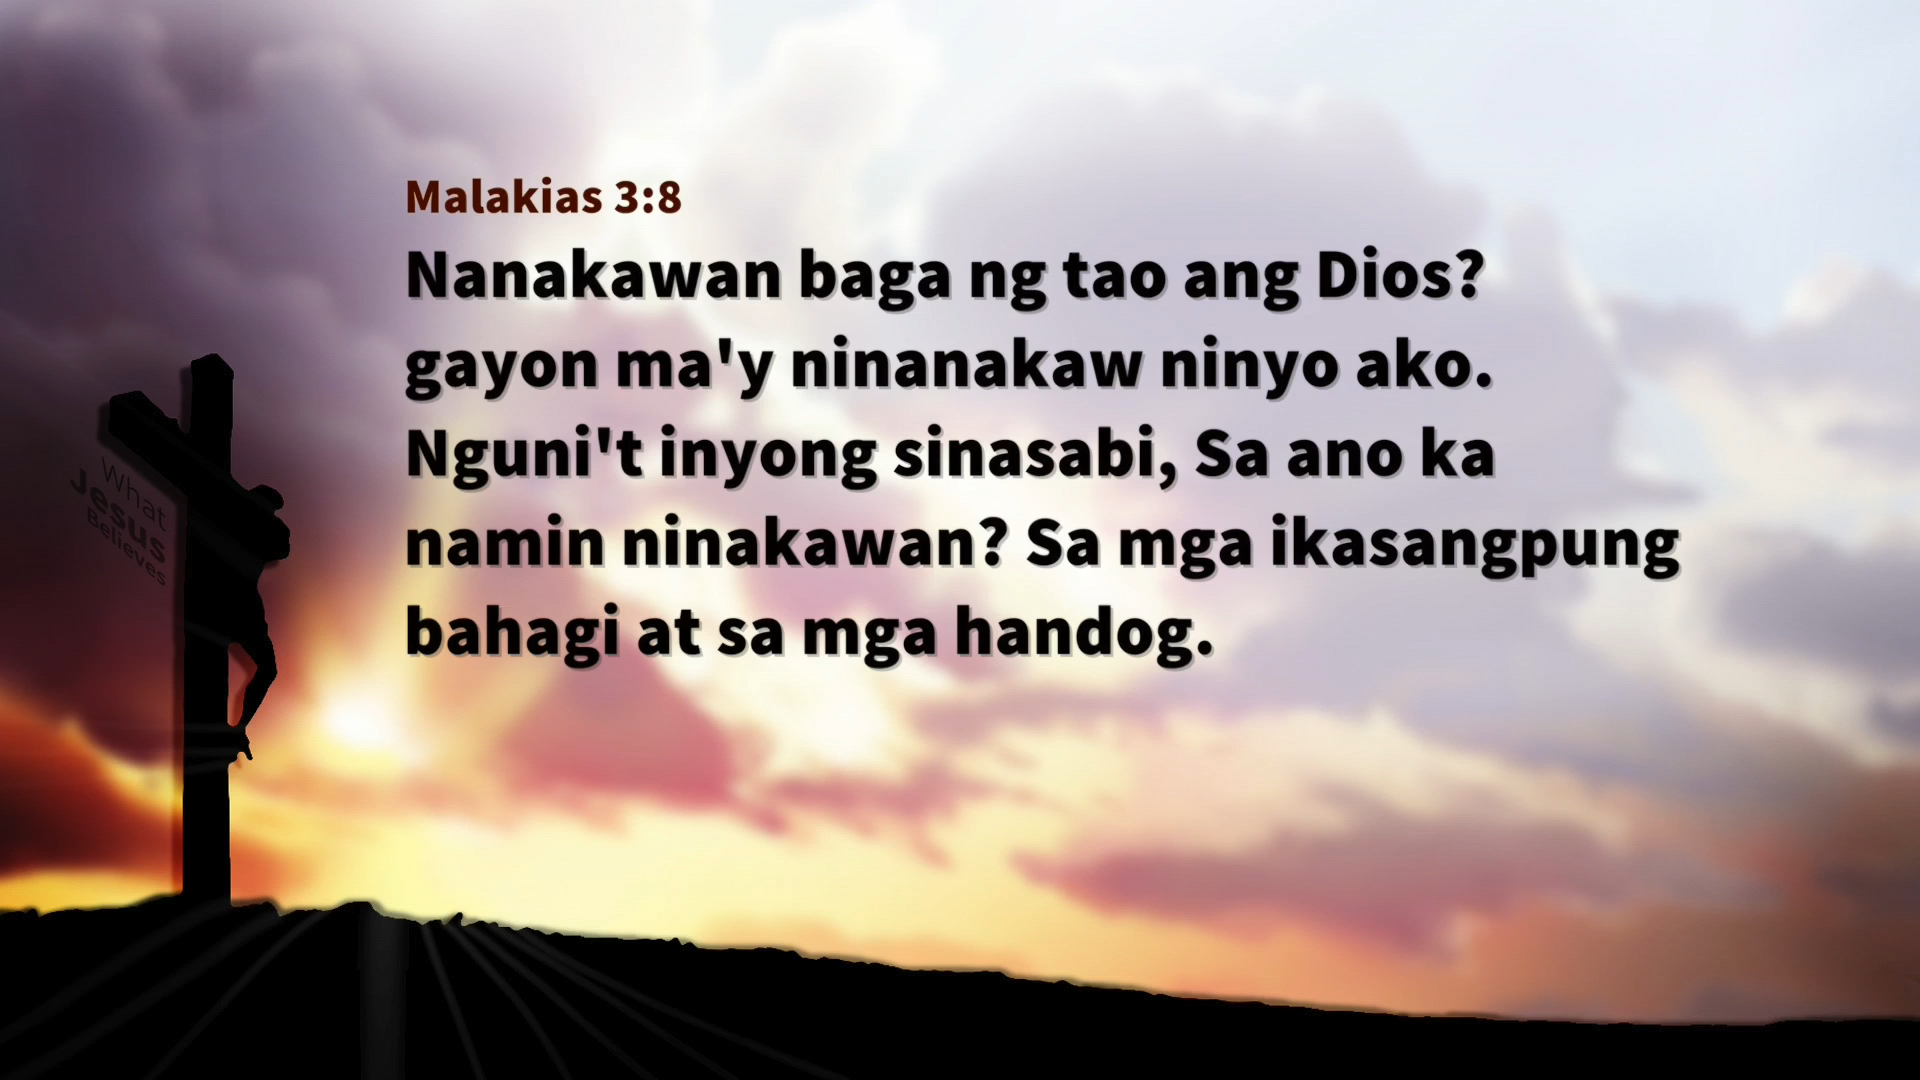 Malakias 3:8
Nanakawan baga ng tao ang Dios?
gayon ma'y ninanakaw ninyo ako.
Nguni't inyong sinasabi, Sa ano ka
namin ninakawan? Sa mga ikasangpung
bahagi at sa mga handog.
What
Jesus
Believes